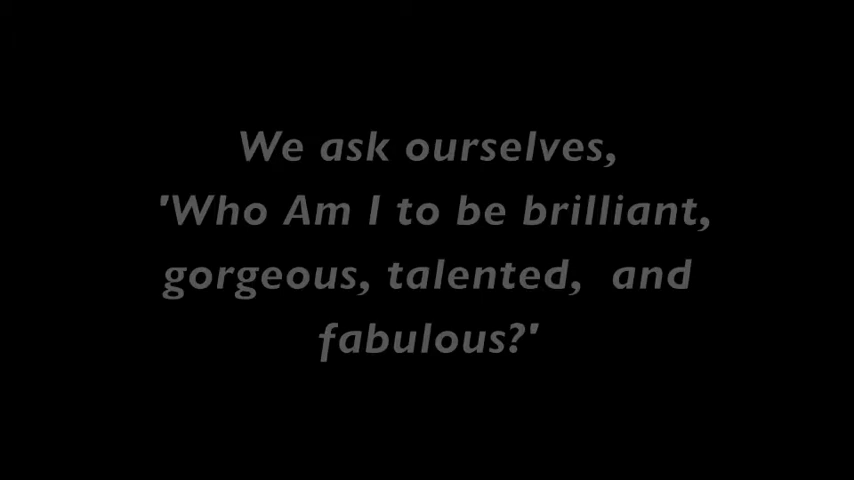 We ask ourselves,
'Who Am I to be brilliant,
gorgeous, talented, and
fabulous?'